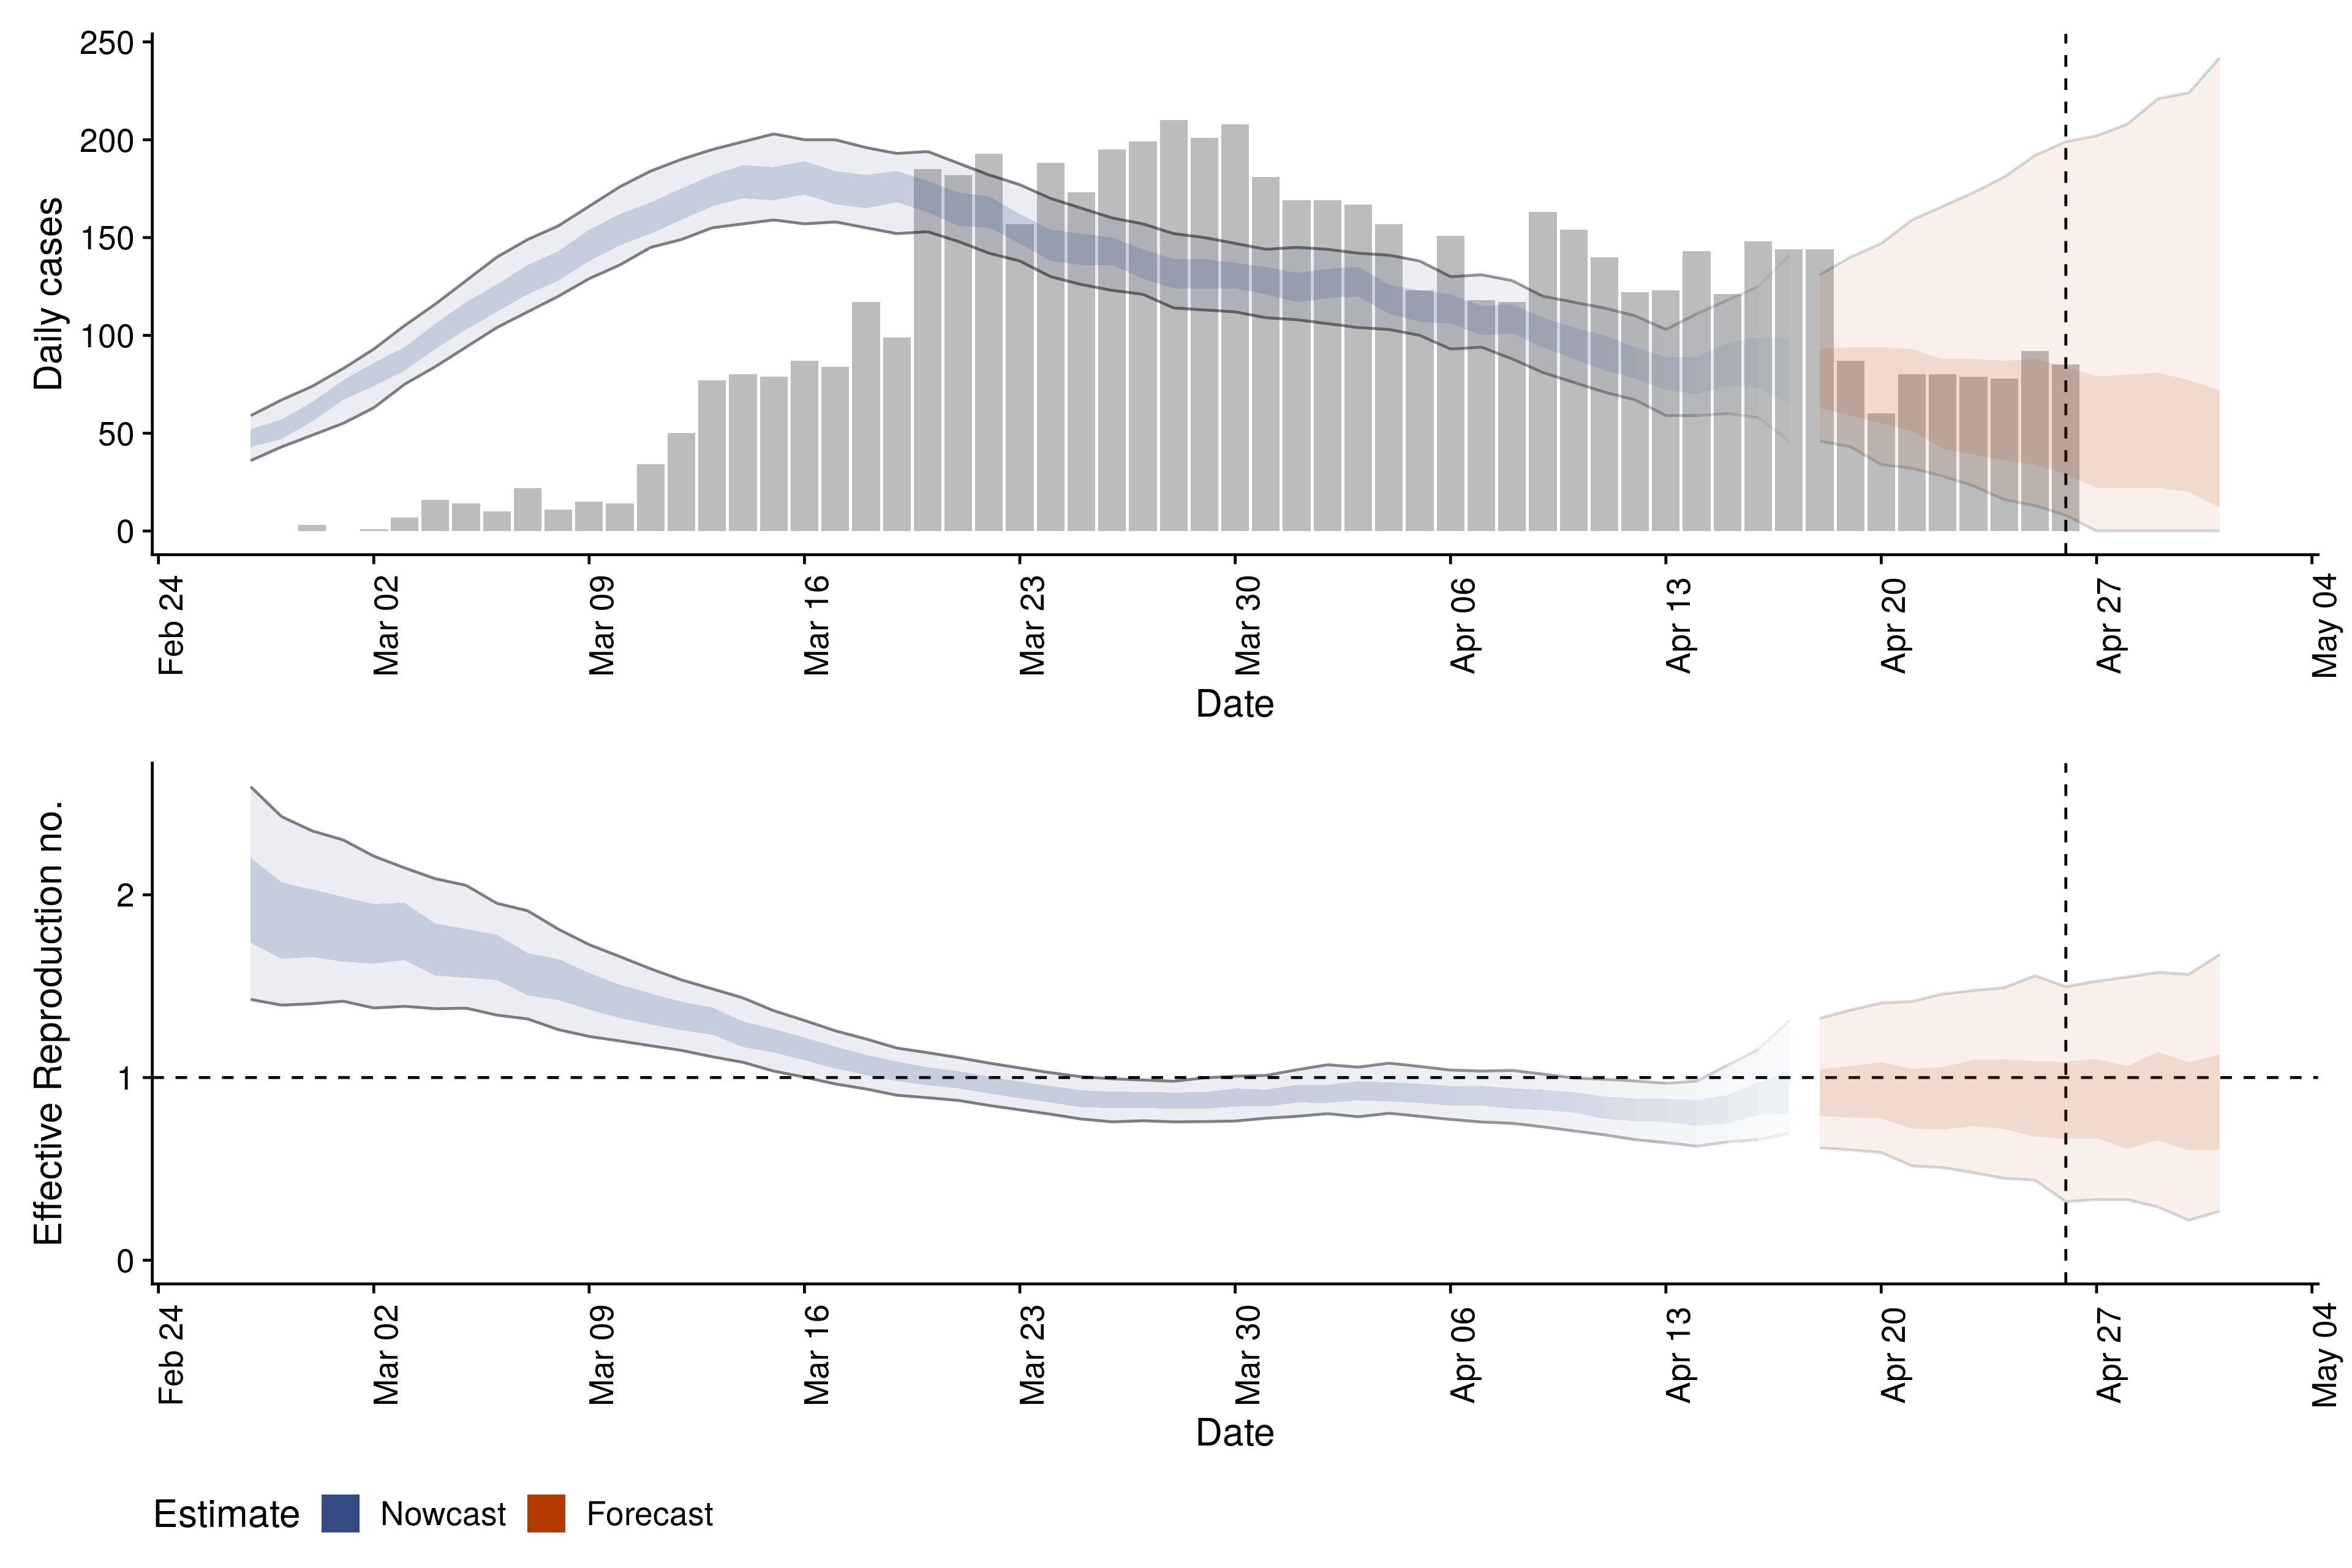 Daily cases
250
200
150
100
50
0
Feb 24
Mar 02
Mar 09
Mar 16
Mar 23
Mar 30
Apr 06
Apr 13
Apr 20
Apr 27
May 04
Date
Effective Reproduction no.
2
1
0
Feb 24
Mar 02
Mar 09
Mar 16
Mar 23
Mar 30
Apr 06
Apr 13
Apr 20
Apr 27
May 04
Date
Estimate Nowcast Forecast